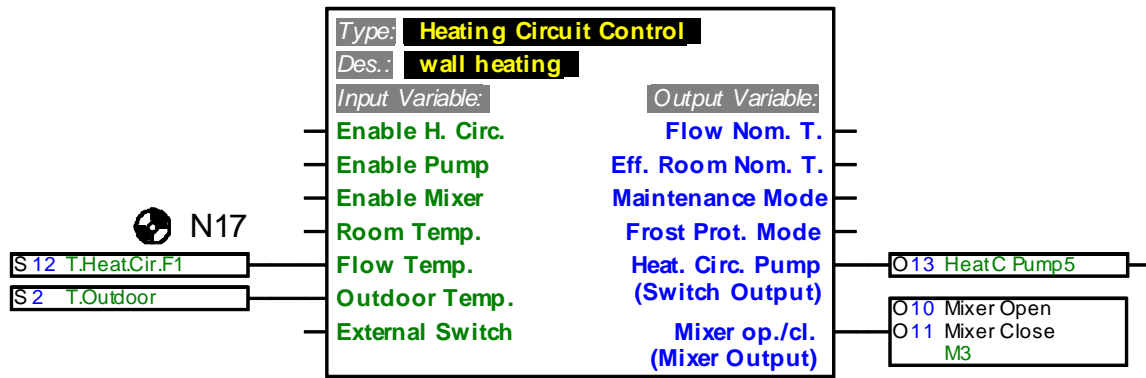 Type: Heating Circuit Control
Des.: wall heating
Input Variable: Output Variable:
Enable H. Circ. Flow Nom. T.
Enable Pump Eff. Room Nom. T.
Enable Mixer Maintenance Mode
N17 Room Temp. Frost Prot. Mode
S 12 T.Heat.Cir.F1 Flow Temp. Heat. Circ. Pump O 13 HeatC Pump5
S 2 T.Outdoor Outdoor Temp. (Switch Output)
O 10 Mixer Open
External Switch Mixer op./cl. O 11 Mixer Close
(Mixer Output) M3